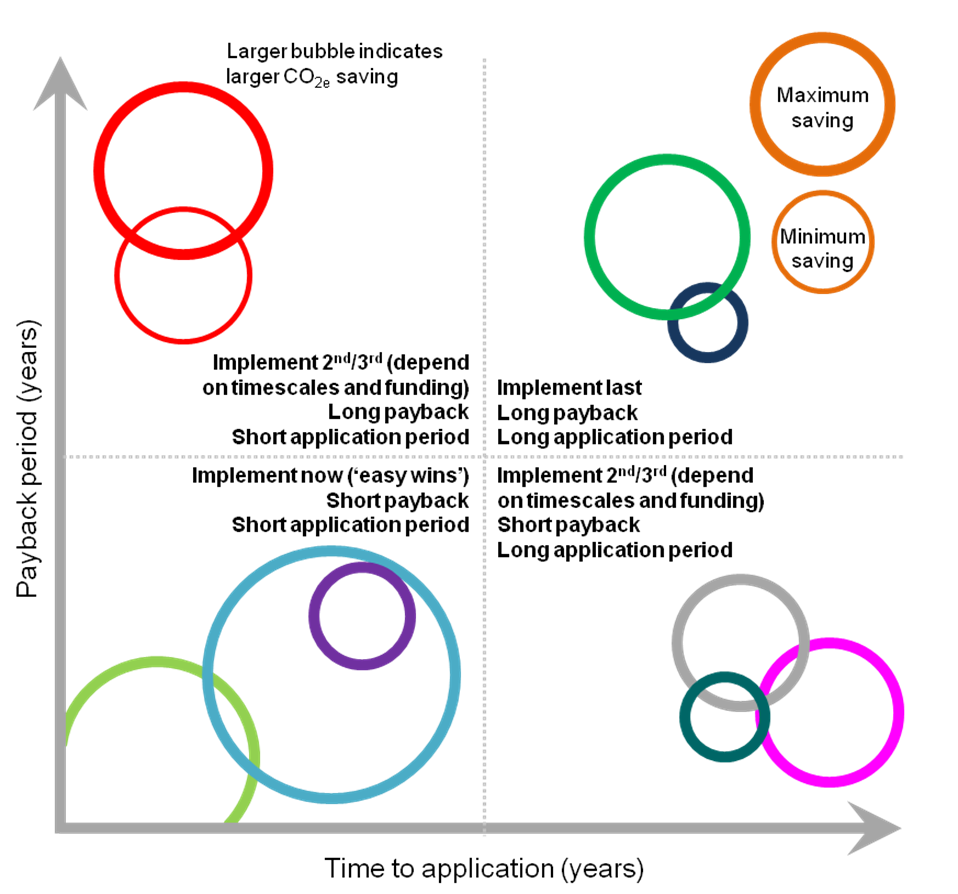 Larger bubble indicates
larger CO2e saving
Maximum
saving
Minimum
saving
Payback period (years)
Implement 2nd/3rd (depend
on timescales and funding)
Long payback
Short application period
Implement last
Long payback
Long application period
Implement now (‘easy wins’)
Short payback
Short application period
Implement 2nd/3rd (depend
on timescales and funding)
Short payback
Long application period
Time to application (years)